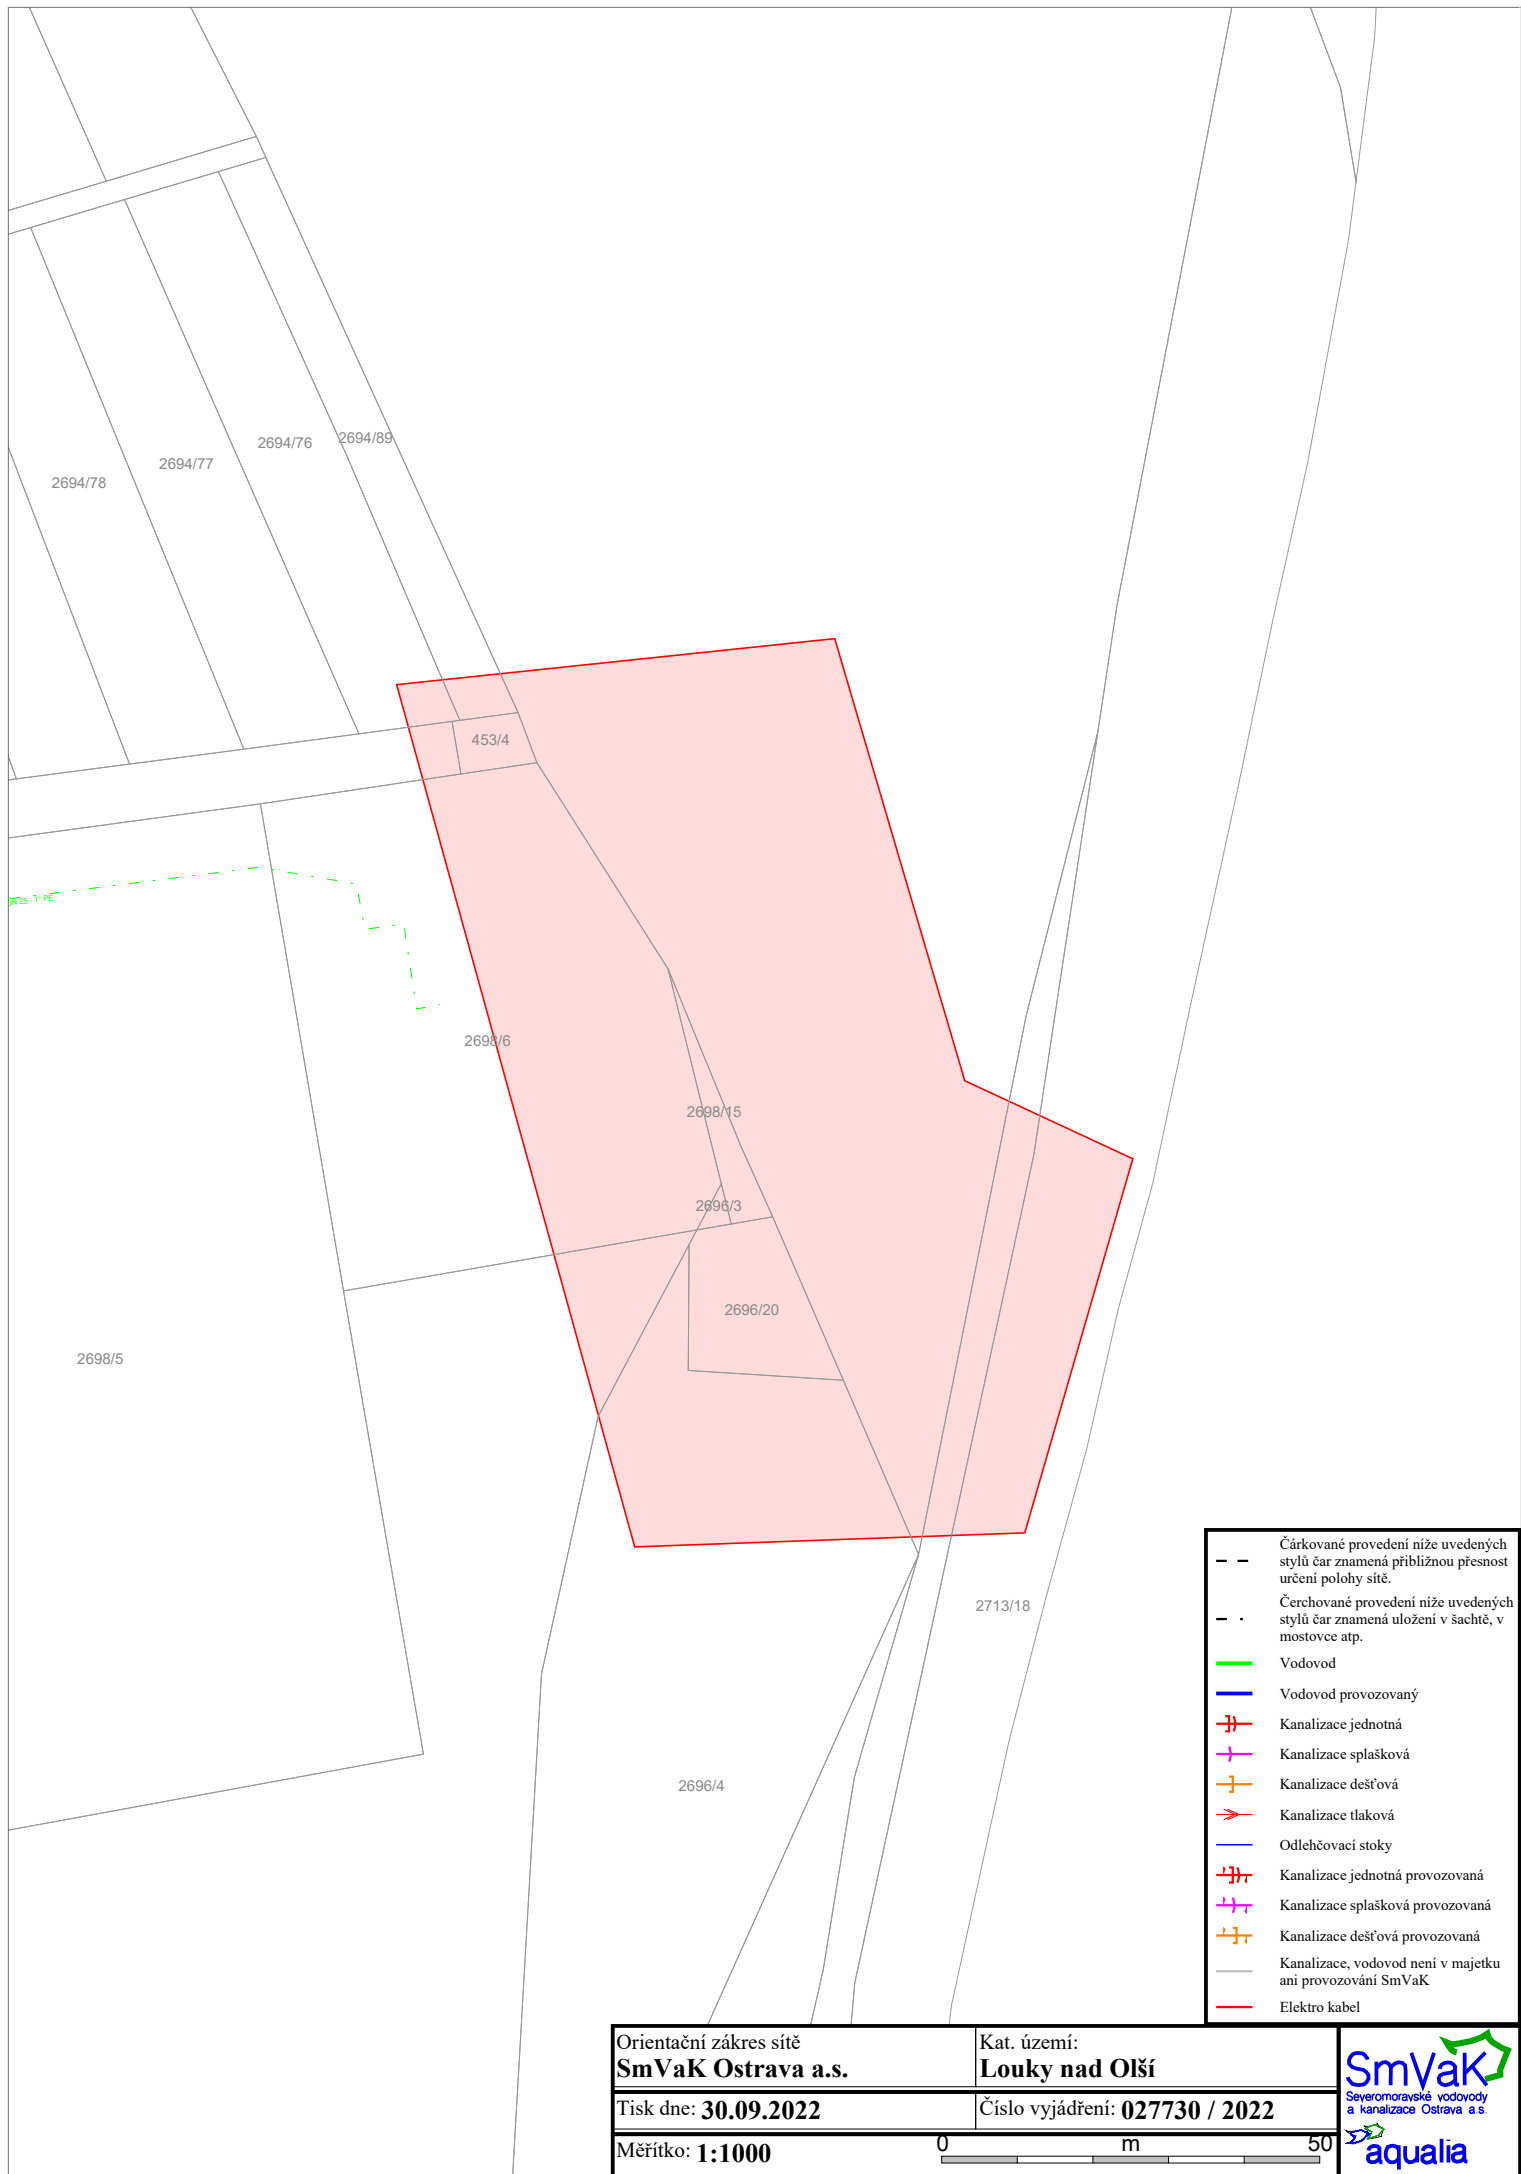 2694/89
2694/76
2694/77
2694/78
453/4
2698/6
2698/15
2696/3
2696/20
2698/5
2713/18
2696/4
Čárkované provedení níže uvedených
stylů čar znamená přibližnou přesnost
určení polohy sítě.
Čerchované provedení níže uvedených
stylů čar znamená uložení v šachtě, v
mostovce atp.
Vodovod
Vodovod provozovaný
Kanalizace jednotná
Kanalizace splašková
Kanalizace dešťová
Kanalizace tlaková
Odlehčovací stoky
Kanalizace jednotná provozovaná
Kanalizace splašková provozovaná
Kanalizace dešťová provozovaná
Kanalizace, vodovod není v majetku
ani provozování SmVaK
Elektro kabel
Orientační zákres sítě
SmVaK Ostrava a.s.
Kat. území:
Louky nad Olší
Tisk dne: 30.09.2022
Číslo vyjádření: 027730 / 2022
Měřítko: 1:1000
0 m 50
SmVaK
Severomoravské vodovody
a kanalizace Ostrava a.s.
aqualia